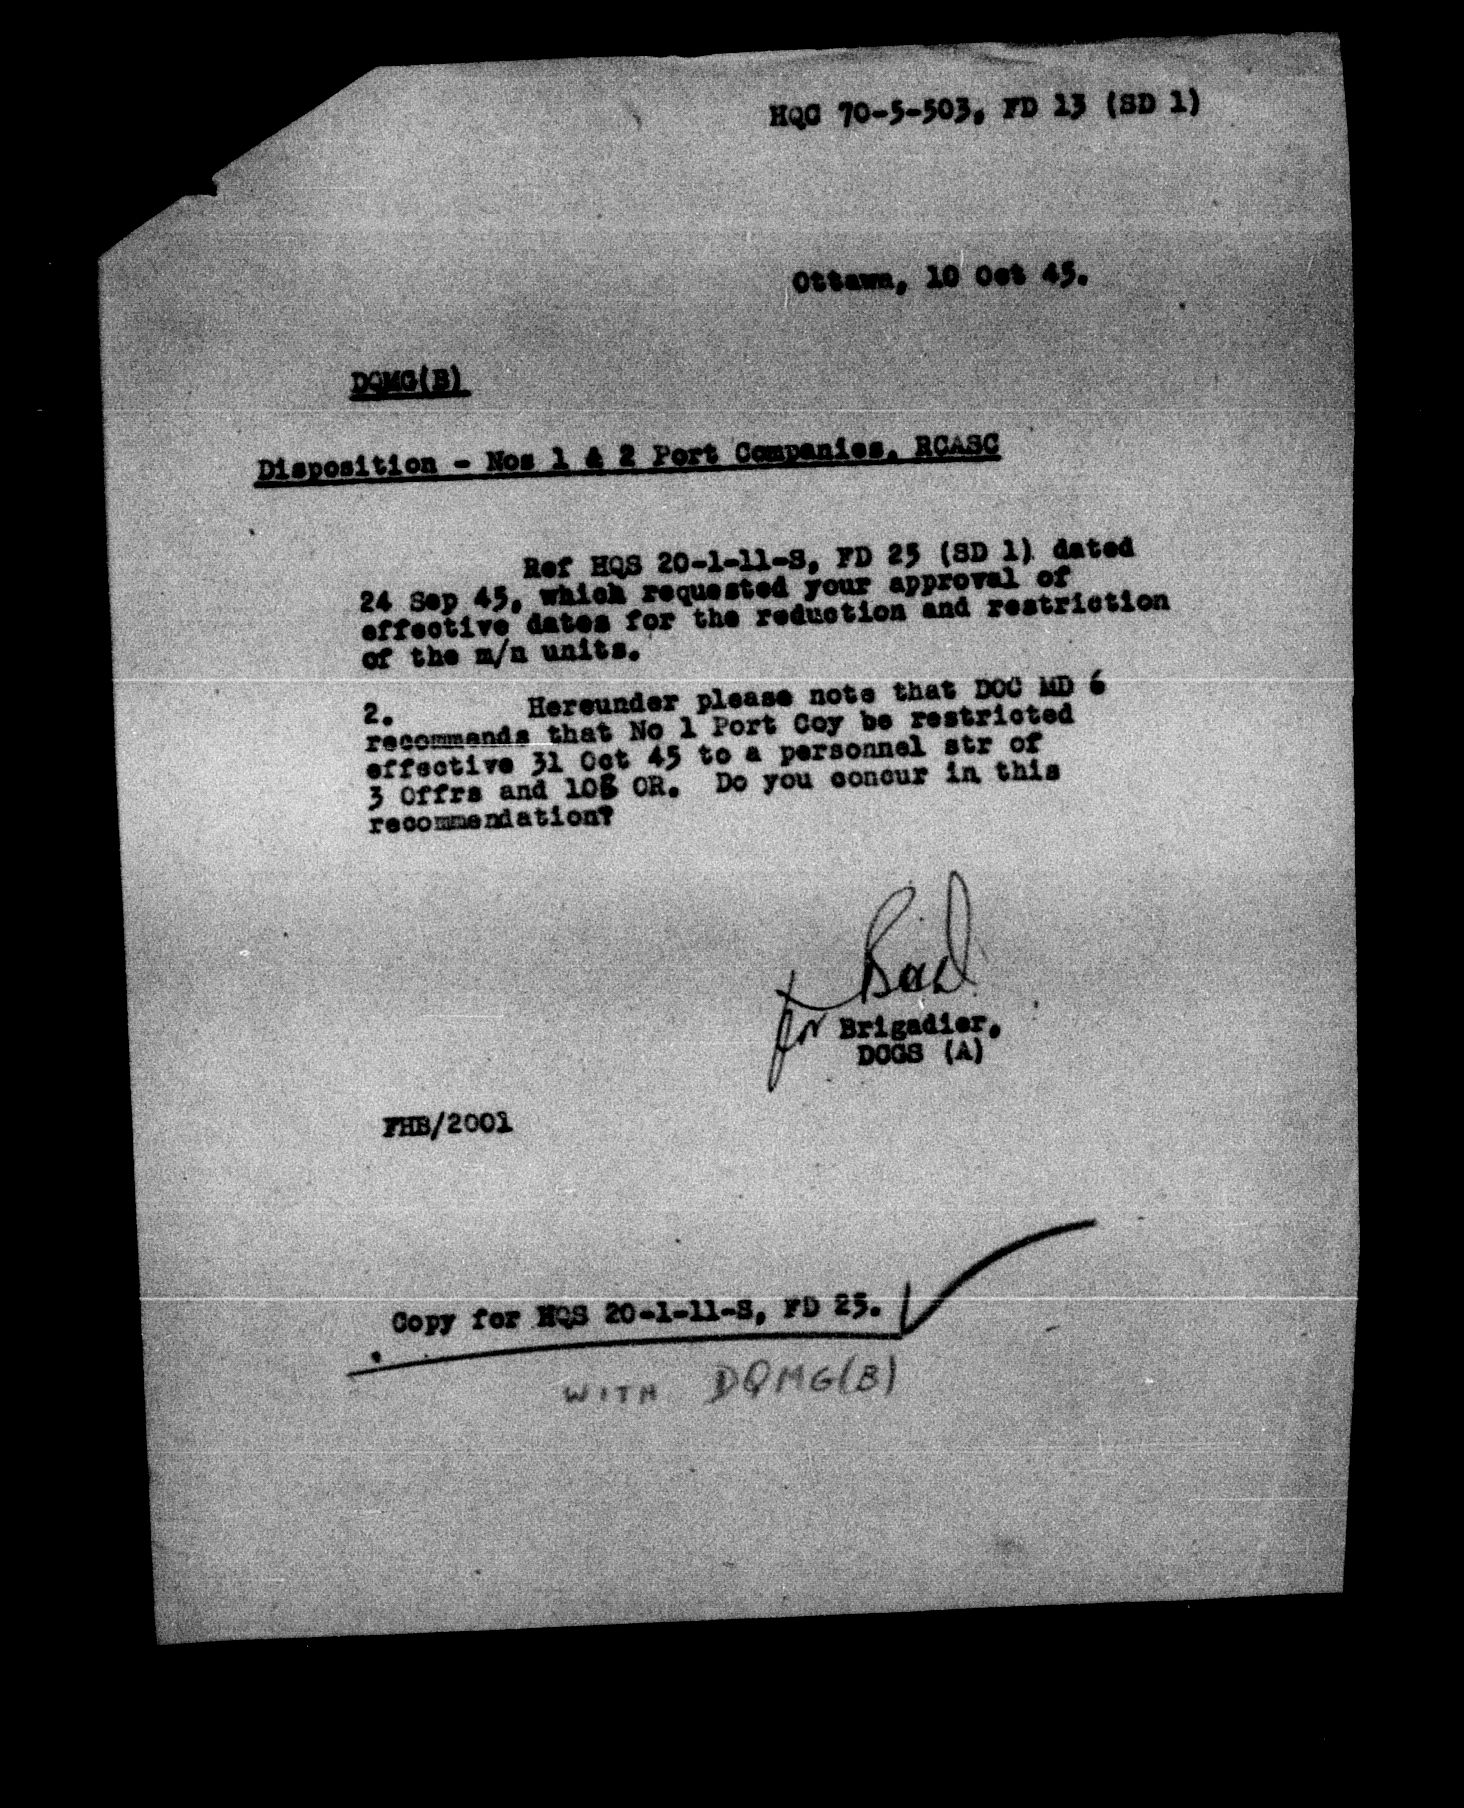 HQC 70-5-503, FD 13 (SD 1)
Ottawa, 10 Oct 45.
DQMG(B)
Disposition - Nos 1 & 2 Port Companies, RCASC
Ref HQS 20-1-11-S, FD 25 (SD 1) dated
24 Sep 45, which requested your approval of
effective dates for the reduction and restriction
of the m/n units.
2. Hereunder please note that DOC MD 6
recommends that No 1 Port Coy be restricted
effective 31 Oct 45 to a personnel str of
3 Offrs and 108 OR. Do you concur in this
recommendation?
for Brigadier,
DCGS (A)
FHB/2001
Copy for HQS 20-1-11-S, FD 25.
WITH DQMG(B)